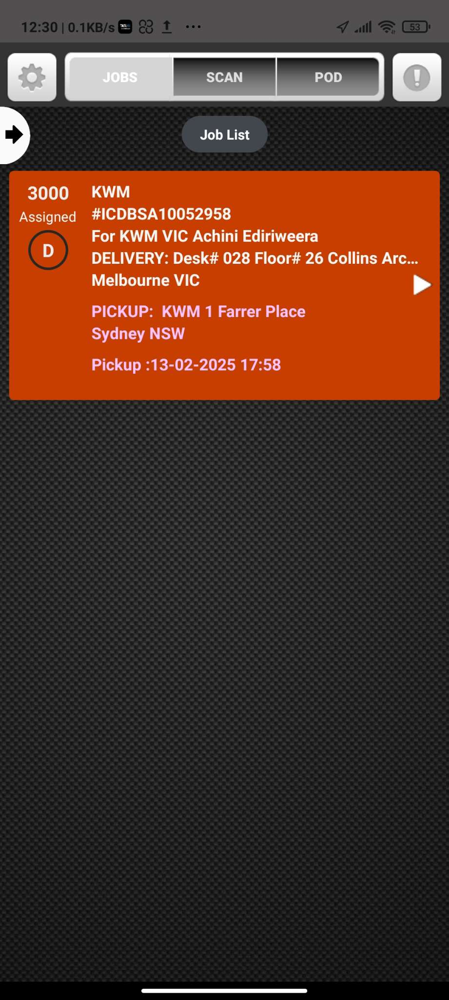 12:30 | 0.1KB/s
53
JOBS
SCAN
POD
Job List
3000
Assigned
D
KWM
#ICDBSA10052958
For KWM VIC Achini Ediriweera
DELIVERY: Desk# 028 Floor# 26 Collins Arc...
Melbourne VIC
PICKUP: KWM 1 Farrer Place
Sydney NSW
Pickup :13-02-2025 17:58